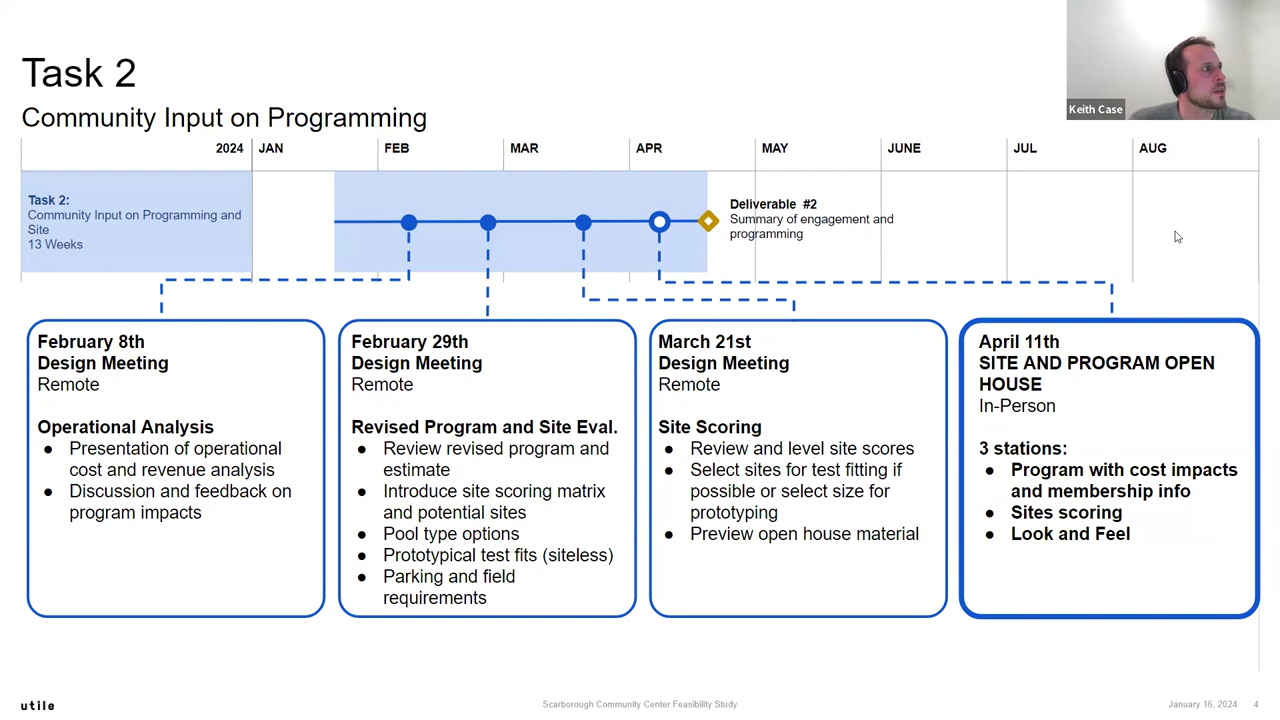 Task 2
Community Input on Programming
Keith Case
2024 JAN FEB MAR APR MAY JUNE JUL AUG
Task 2:
Community Input on Programming and
Site
13 Weeks
Deliverable #2
Summary of engagement and
programming
February 8th
Design Meeting
Remote
Operational Analysis
● Presentation of operational
cost and revenue analysis
● Discussion and feedback on
program impacts
February 29th
Design Meeting
Remote
Revised Program and Site Eval.
● Review revised program and
estimate
● Introduce site scoring matrix
and potential sites
● Pool type options
● Prototypical test fits (siteless)
● Parking and field
requirements
March 21st
Design Meeting
Remote
Site Scoring
● Review and level site scores
● Select sites for test fitting if
possible or select size for
prototyping
● Preview open house material
April 11th
SITE AND PROGRAM OPEN
HOUSE
In-Person
3 stations:
● Program with cost impacts
and membership info
● Sites scoring
● Look and Feel
utile
Scarborough Community Center Feasibility Study
January 16, 2024 4